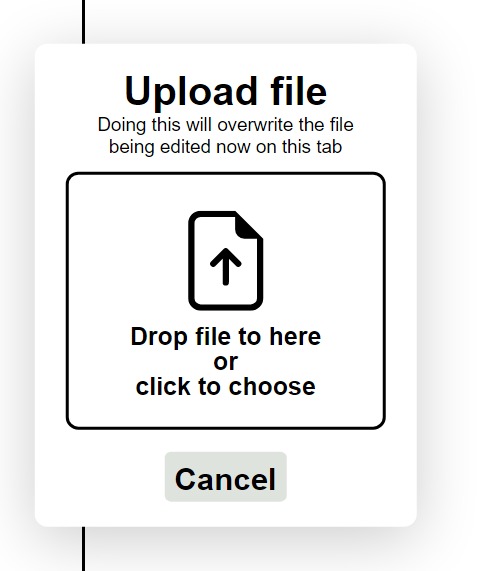 Upload file
Doing this will overwrite the file
being edited now on this tab
Drop file to here
or
click to choose
Cancel